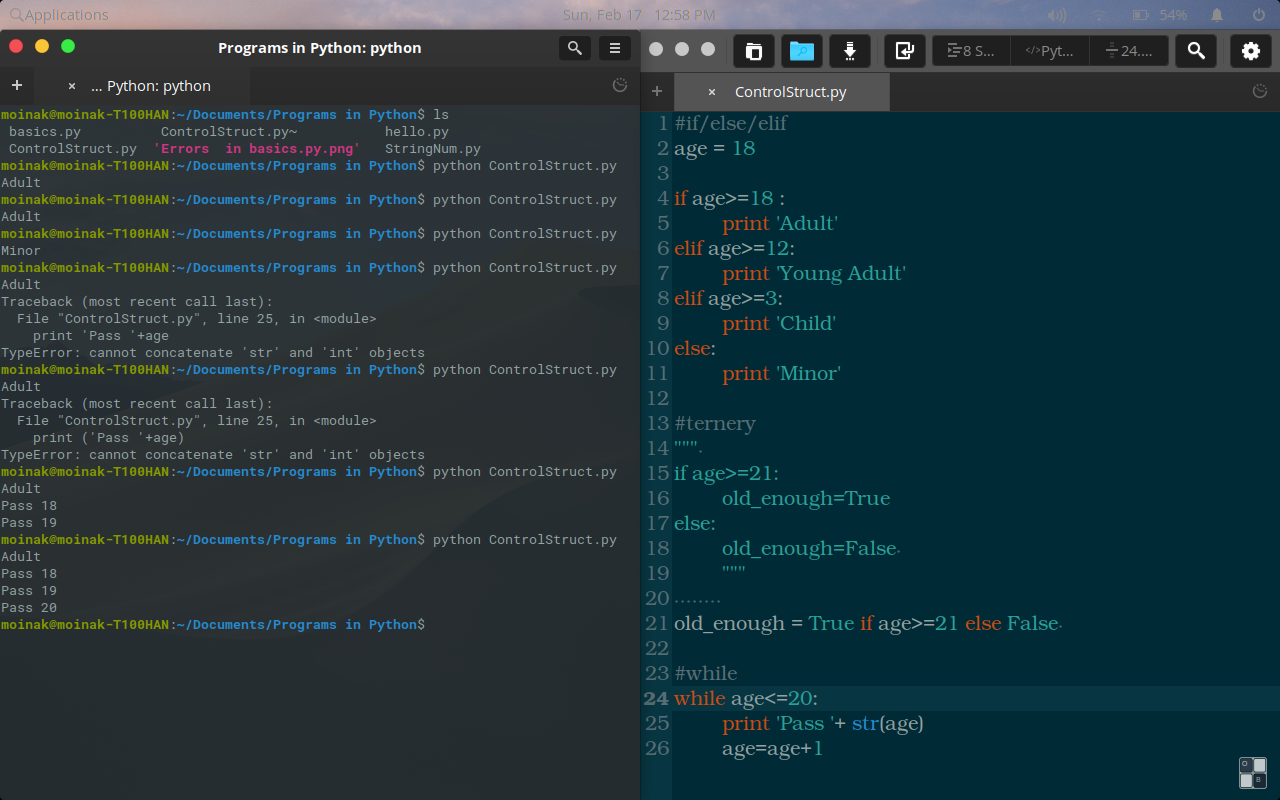 Applications
Sun, Feb 17 12:58 PM
54%
Programs in Python: python
... Python: python
moinak@moinak-T100HAN:~/Documents/Programs in Python$ ls
basics.py ControlStruct.py~ hello.py
ControlStruct.py 'Errors  in basics.py.png' StringNum.py
moinak@moinak-T100HAN:~/Documents/Programs in Python$ python ControlStruct.py
Adult
moinak@moinak-T100HAN:~/Documents/Programs in Python$ python ControlStruct.py
Adult
moinak@moinak-T100HAN:~/Documents/Programs in Python$ python ControlStruct.py
Minor
moinak@moinak-T100HAN:~/Documents/Programs in Python$ python ControlStruct.py
Adult
Traceback (most recent call last):
  File "ControlStruct.py", line 25, in <module>
    print 'Pass '+age
TypeError: cannot concatenate 'str' and 'int' objects
moinak@moinak-T100HAN:~/Documents/Programs in Python$ python ControlStruct.py
Adult
Traceback (most recent call last):
  File "ControlStruct.py", line 25, in <module>
    print ('Pass '+age)
TypeError: cannot concatenate 'str' and 'int' objects
moinak@moinak-T100HAN:~/Documents/Programs in Python$ python ControlStruct.py
Adult
Pass 18
Pass 19
moinak@moinak-T100HAN:~/Documents/Programs in Python$ python ControlStruct.py
Adult
Pass 18
Pass 19
Pass 20
moinak@moinak-T100HAN:~/Documents/Programs in Python$
8 S... </>Pyt... 24....
ControlStruct.py
1 #if/else/elif
2 age = 18
3
4 if age>=18 :
5 print 'Adult'
6 elif age>=12:
7 print 'Young Adult'
8 elif age>=3:
9 print 'Child'
10 else:
11 print 'Minor'
12
13 #ternery
14 """
15 if age>=21:
16 old_enough=True
17 else:
18 old_enough=False
19 """
20
21 old_enough = True if age>=21 else False
22
23 #while
24 while age<=20:
25 print 'Pass '+ str(age)
26 age=age+1